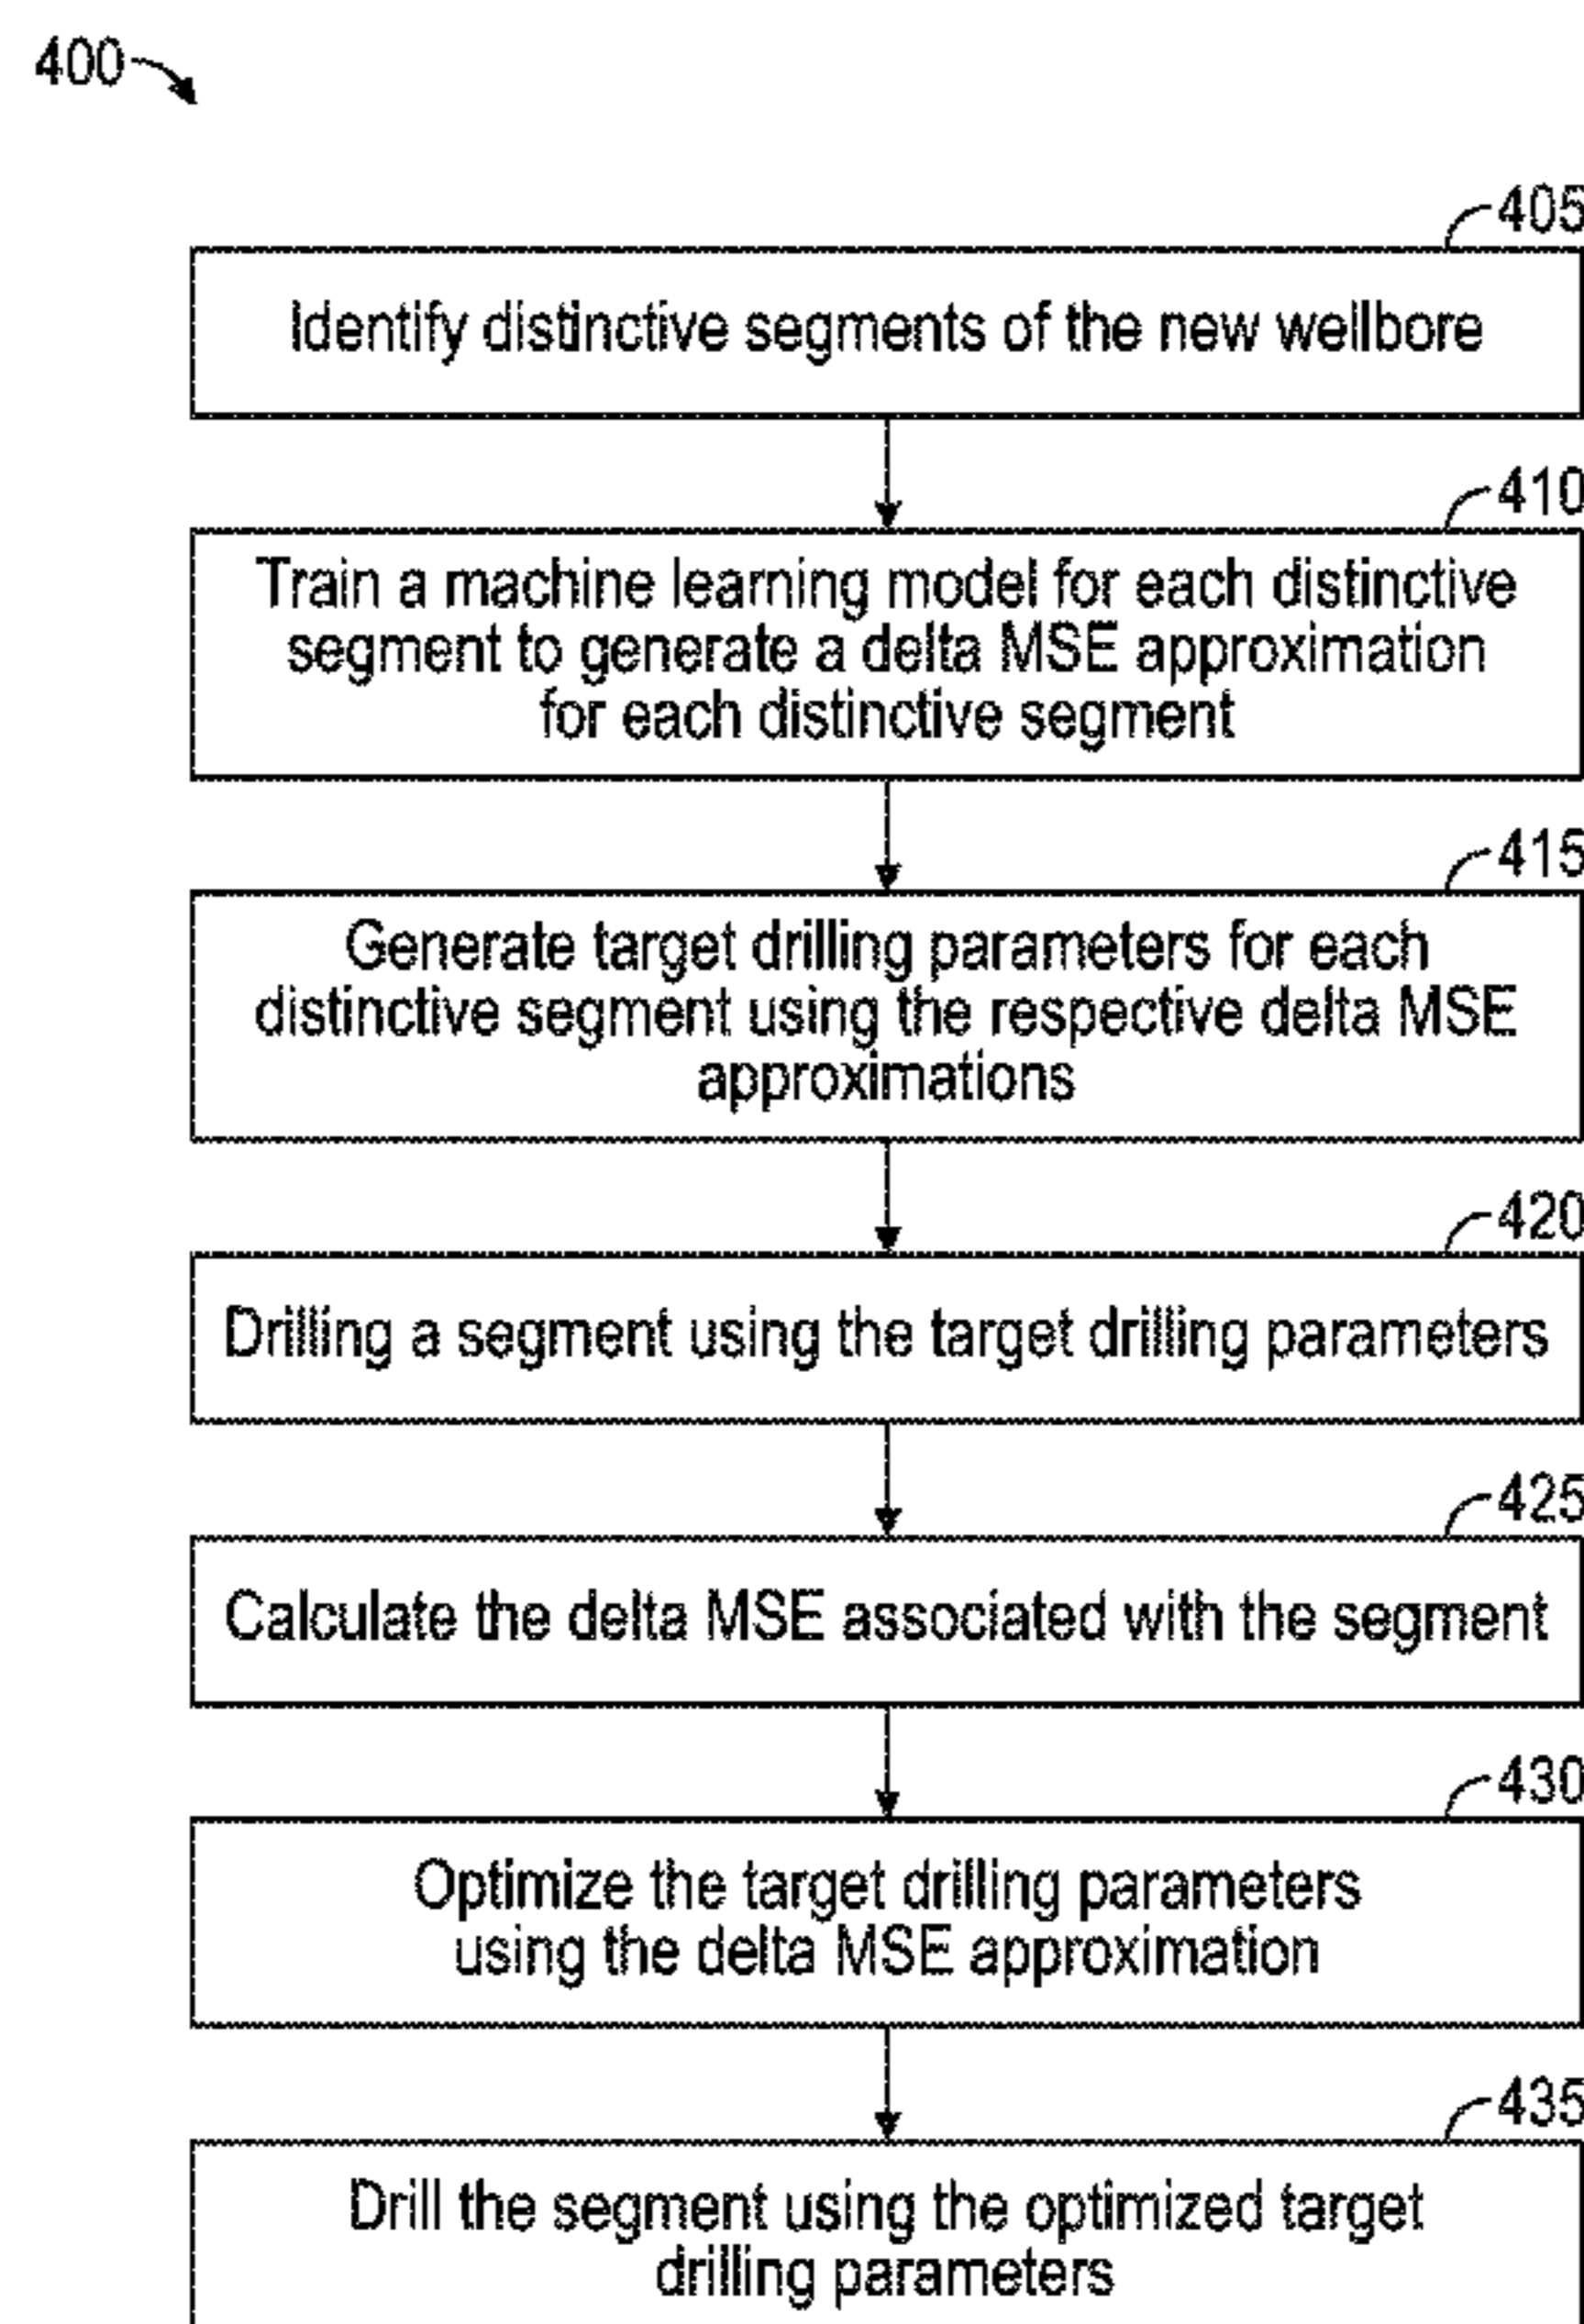 400
405
Identify distinctive segments of the new wellbore
410
Train a machine learning model for each distinctive
segment to generate a delta MSE approximation
for each distinctive segment
415
Generate target drilling parameters for each
distinctive segment using the respective delta MSE
approximations
420
Drilling a segment using the target drilling parameters
425
Calculate the delta MSE associated with the segment
430
Optimize the target drilling parameters
using the delta MSE approximation
435
Drill the segment using the optimized target
drilling parameters